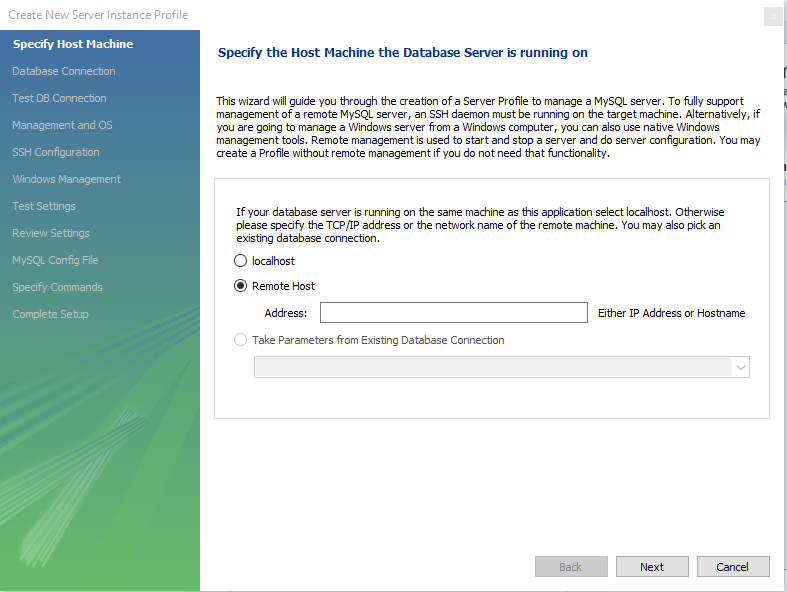 Create New Server Instance Profile
Specify Host Machine
Database Connection
Test DB Connection
Management and OS
SSH Configuration
Windows Management
Test Settings
Review Settings
MySQL Config File
Specify Commands
Complete Setup
Specify the Host Machine the Database Server is running on
This wizard will guide you through the creation of a Server Profile to manage a MySQL server. To fully support
management of a remote MySQL server, an SSH daemon must be running on the target machine. Alternatively, if
you are going to manage a Windows server from a Windows computer, you can also use native Windows
management tools. Remote management is used to start and stop a server and do server configuration. You may
create a Profile without remote management if you do not need that functionality.
If your database server is running on the same machine as this application select localhost. Otherwise
please specify the TCP/IP address or the network name of the remote machine. You may also pick an
existing database connection.
localhost
Remote Host
Address: Either IP Address or Hostname
Take Parameters from Existing Database Connection
Back Next Cancel